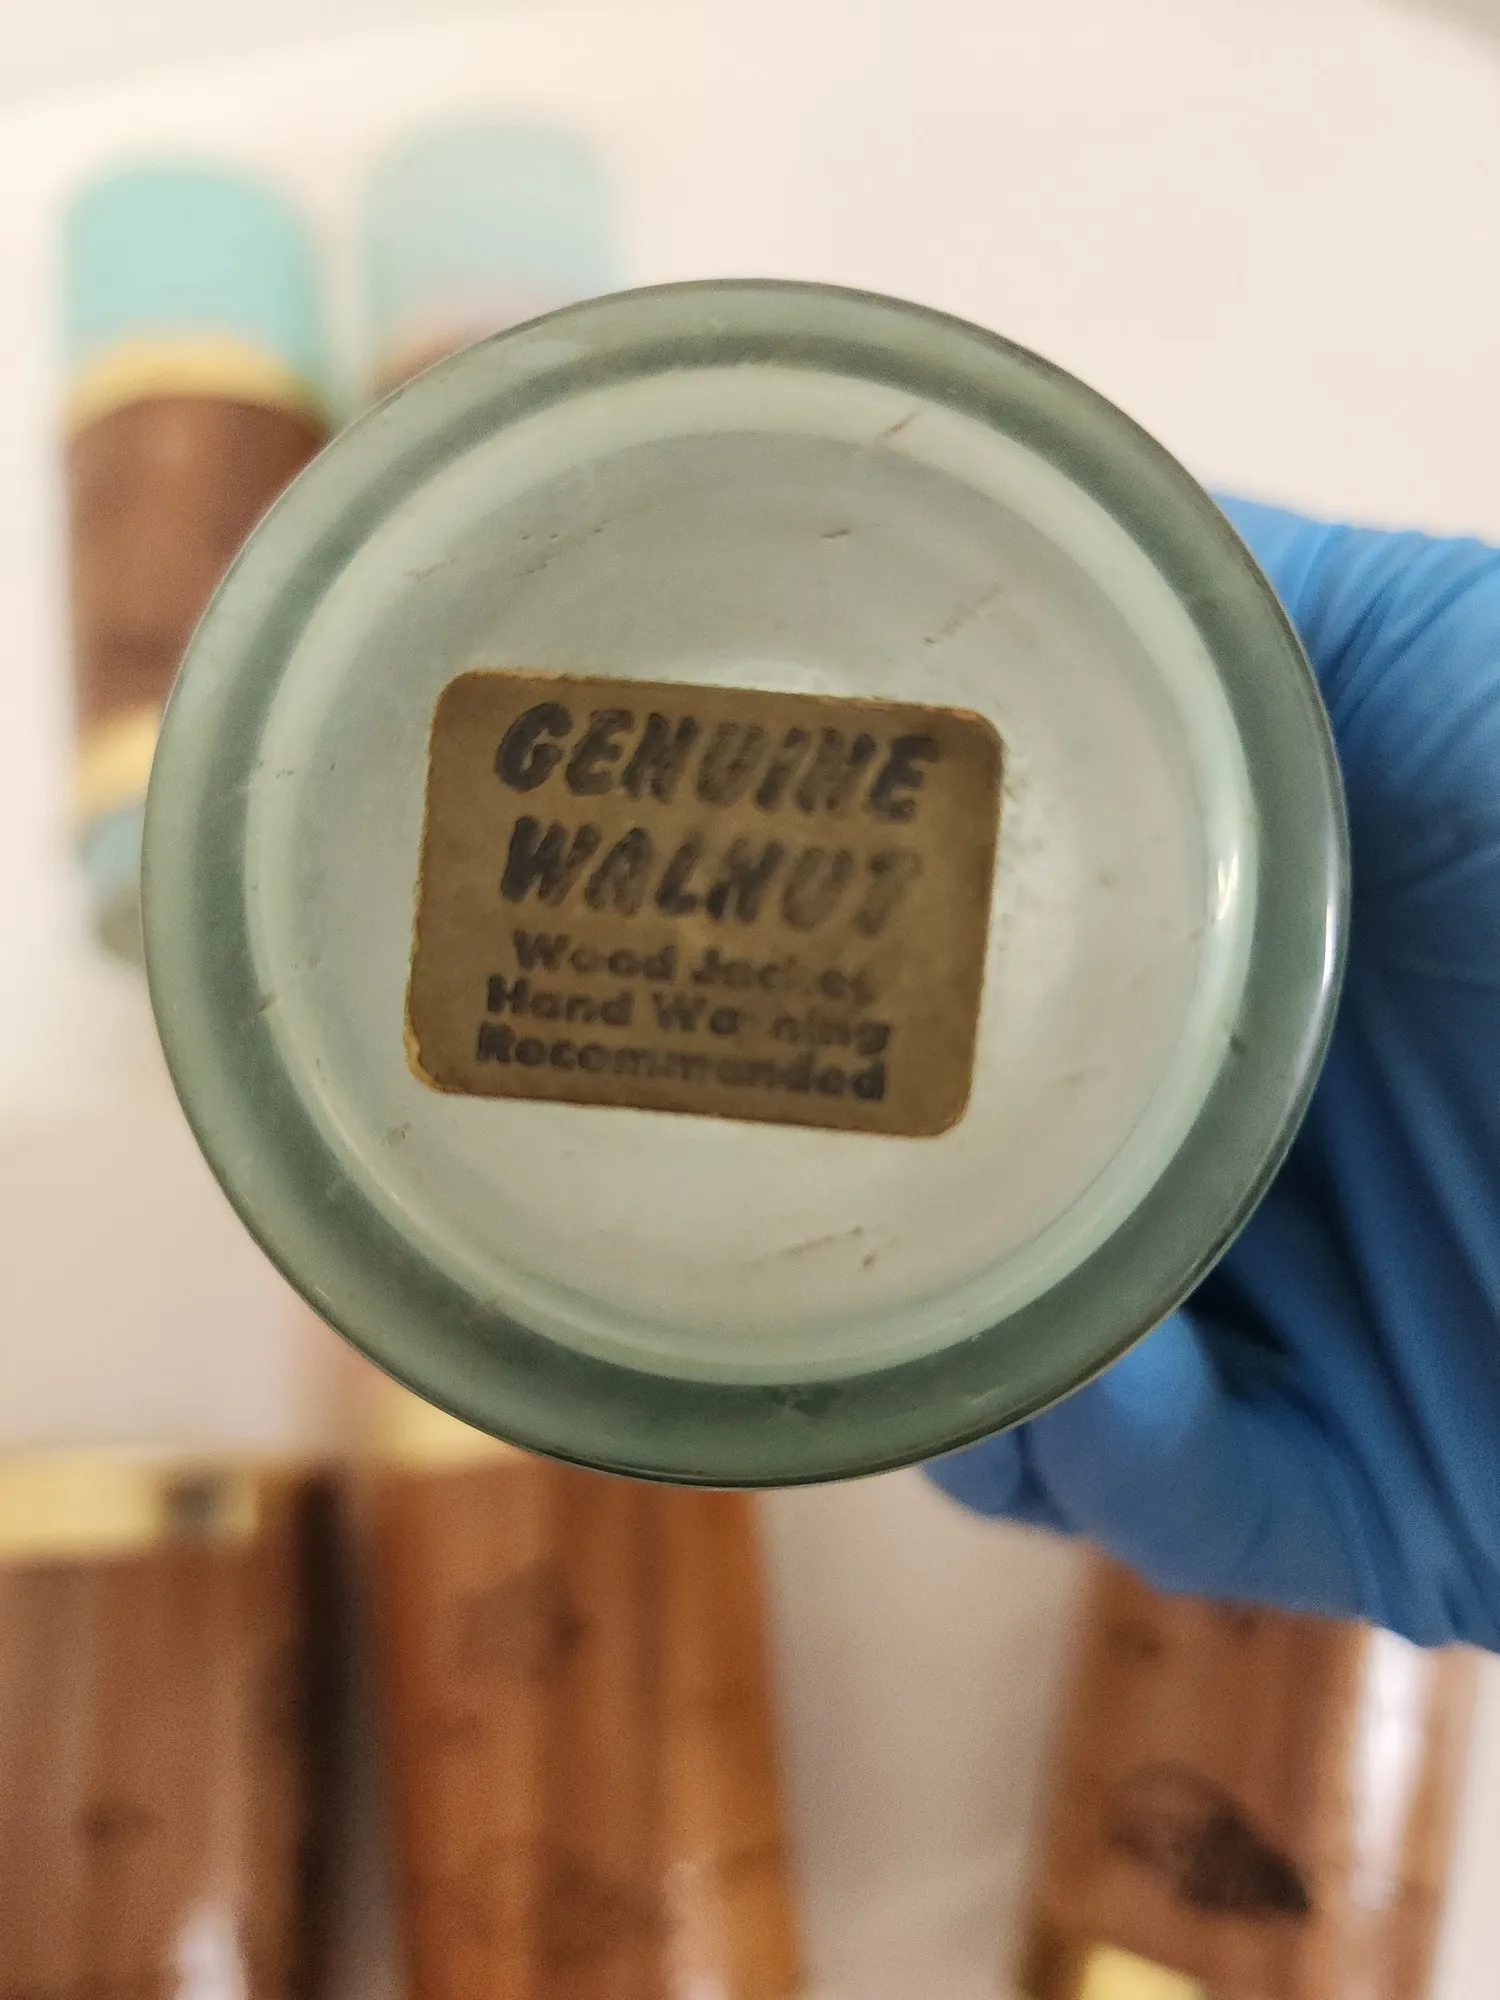 GENUINE
WALNUT
Wood Jacket
Hand Washing
Recommended